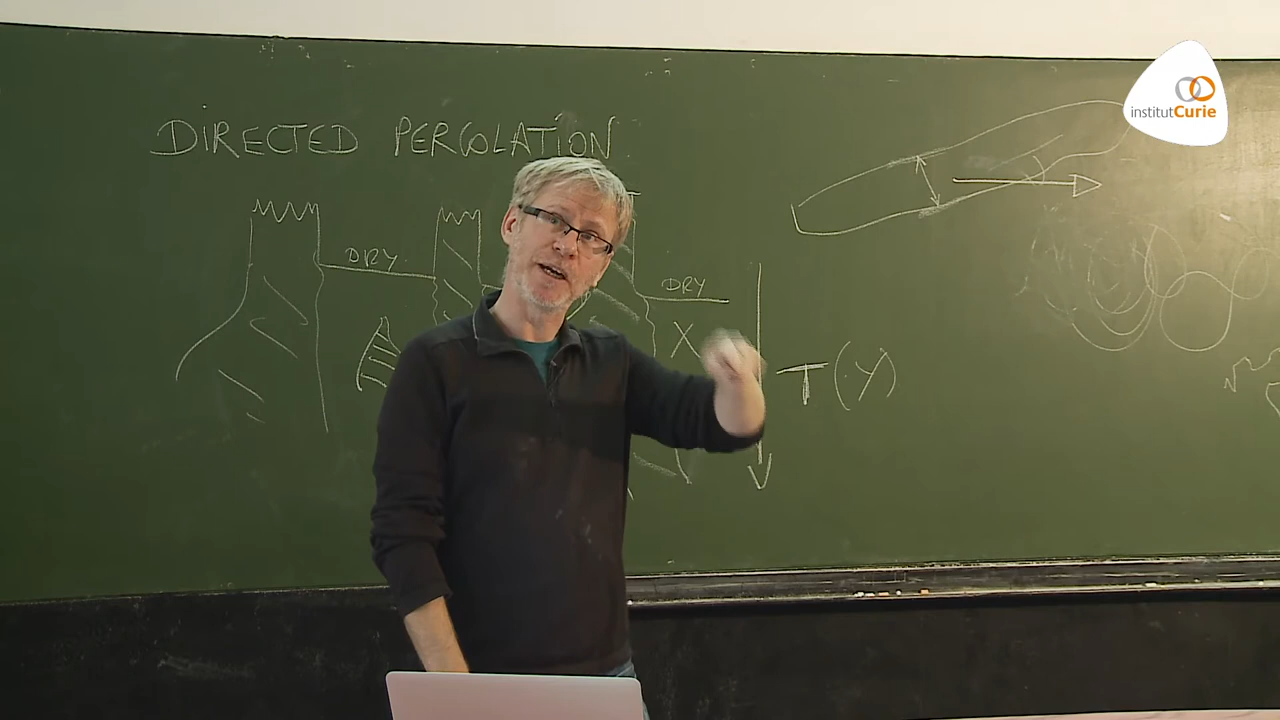 DIRECTED PERCOLATION
DRY
DRY
X
T(Y)
institutCurie